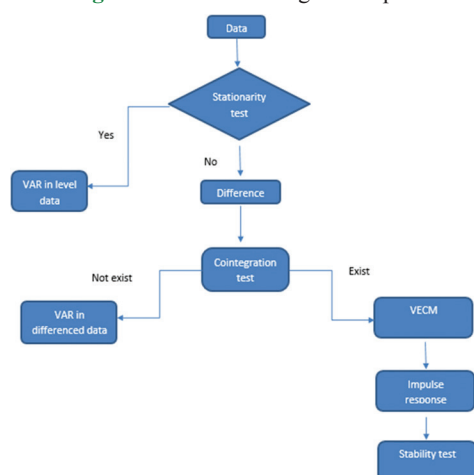 Data
Stationarity
test
Yes
No
VAR in level
data
Difference
Cointegration
test
Not exist
Exist
VAR in
differenced data
VECM
Impulse
response
Stability test